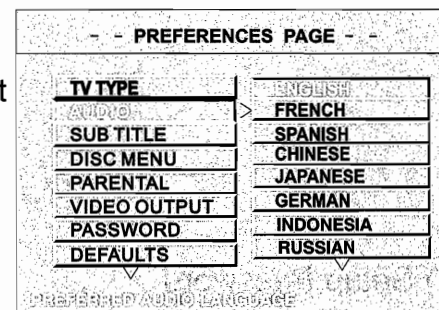 - - PREFERENCES PAGE - -
t
TV TYPE
AUDIO
SUB TITLE
DISC MENU
PARENTAL
VIDEO OUTPUT
PASSWORD
DEFAULTS
ENGLISH
>
FRENCH
SPANISH
CHINESE
JAPANESE
GERMAN
INDONESIA
RUSSIAN
PREFERRED AUDIO LANGUAGE